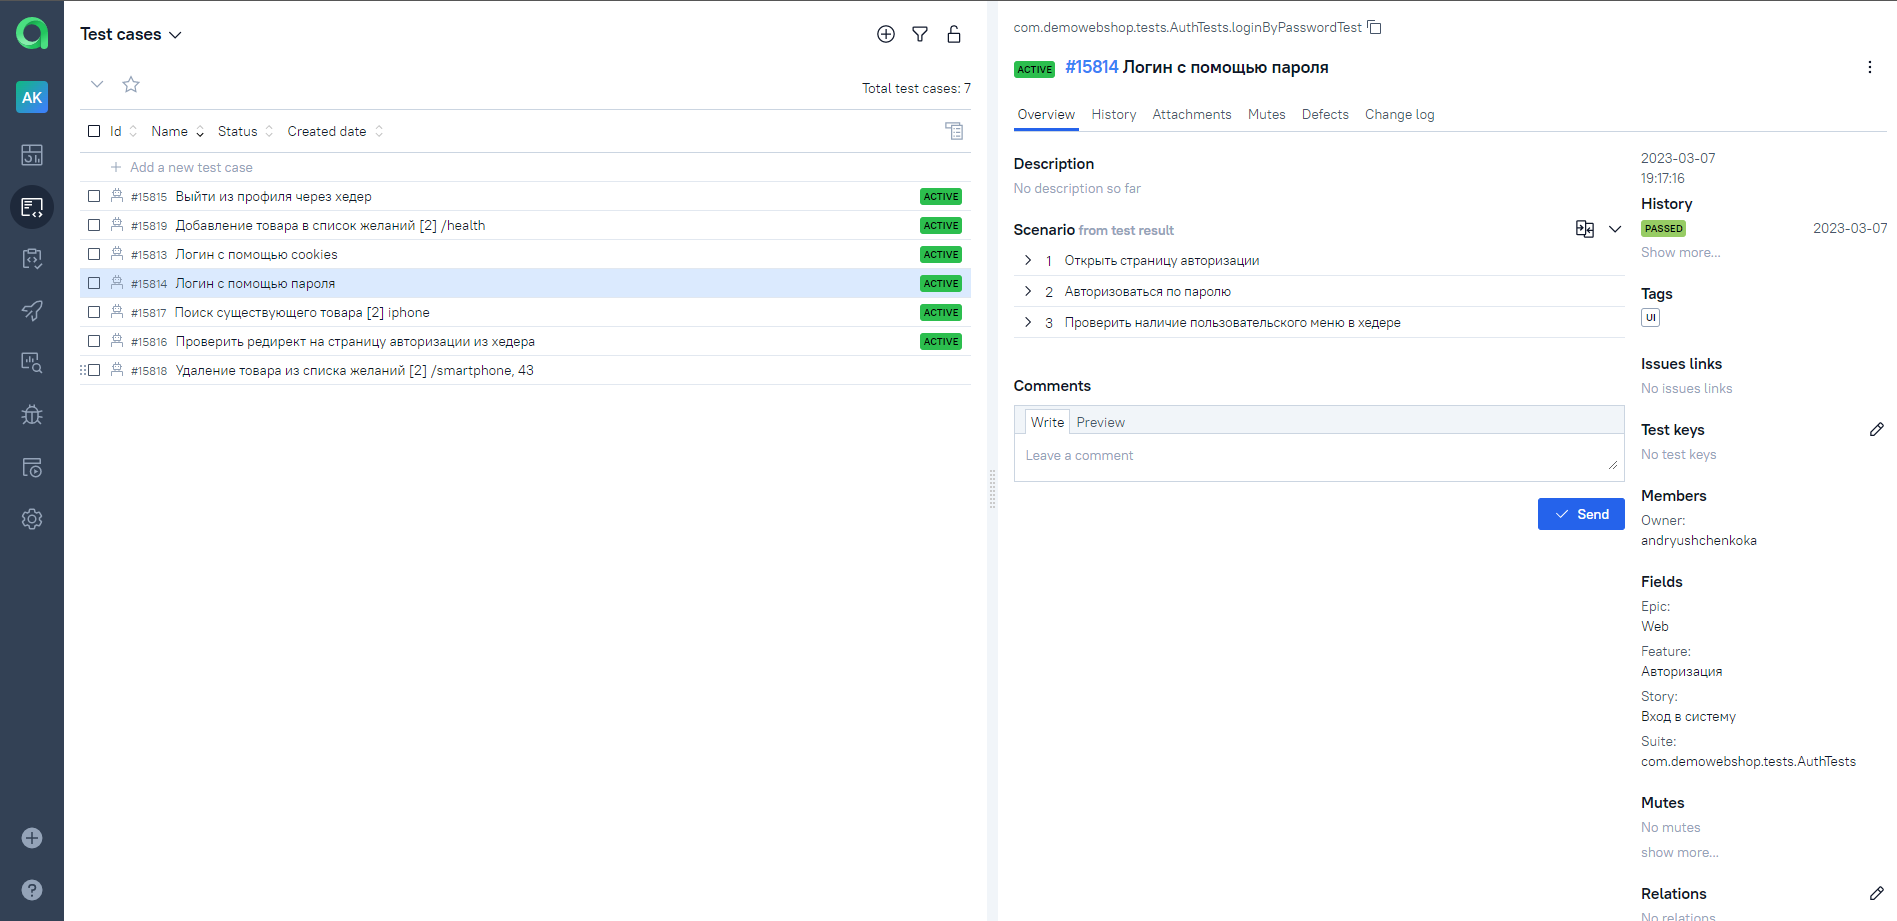 AK
Test cases
Total test cases: 7
Id Name Status Created date
Add a new test case
#15815 Выйти из профиля через хедер ACTIVE
#15819 Добавление товара в список желаний [2] /health ACTIVE
#15813 Логин с помощью cookies ACTIVE
#15814 Логин с помощью пароля ACTIVE
#15817 Поиск существующего товара [2] iphone ACTIVE
#15816 Проверить редирект на страницу авторизации из хедера ACTIVE
#15818 Удаление товара из списка желаний [2] /smartphone, 43
com.demowebshop.tests.AuthTests.loginByPasswordTest
ACTIVE #15814 Логин с помощью пароля
Overview History Attachments Mutes Defects Change log
Description
No description so far
Scenario from test result
1 Открыть страницу авторизации
2 Авторизоваться по паролю
3 Проверить наличие пользовательского меню в хедере
Comments
Write Preview
Leave a comment
Send
2023-03-07
19:17:16
History
PASSED 2023-03-07
Show more...
Tags
UI
Issues links
No issues links
Test keys
No test keys
Members
Owner:
andryushchenkoka
Fields
Epic:
Web
Feature:
Авторизация
Story:
Вход в систему
Suite:
com.demowebshop.tests.AuthTests
Mutes
No mutes
show more...
Relations
No relations